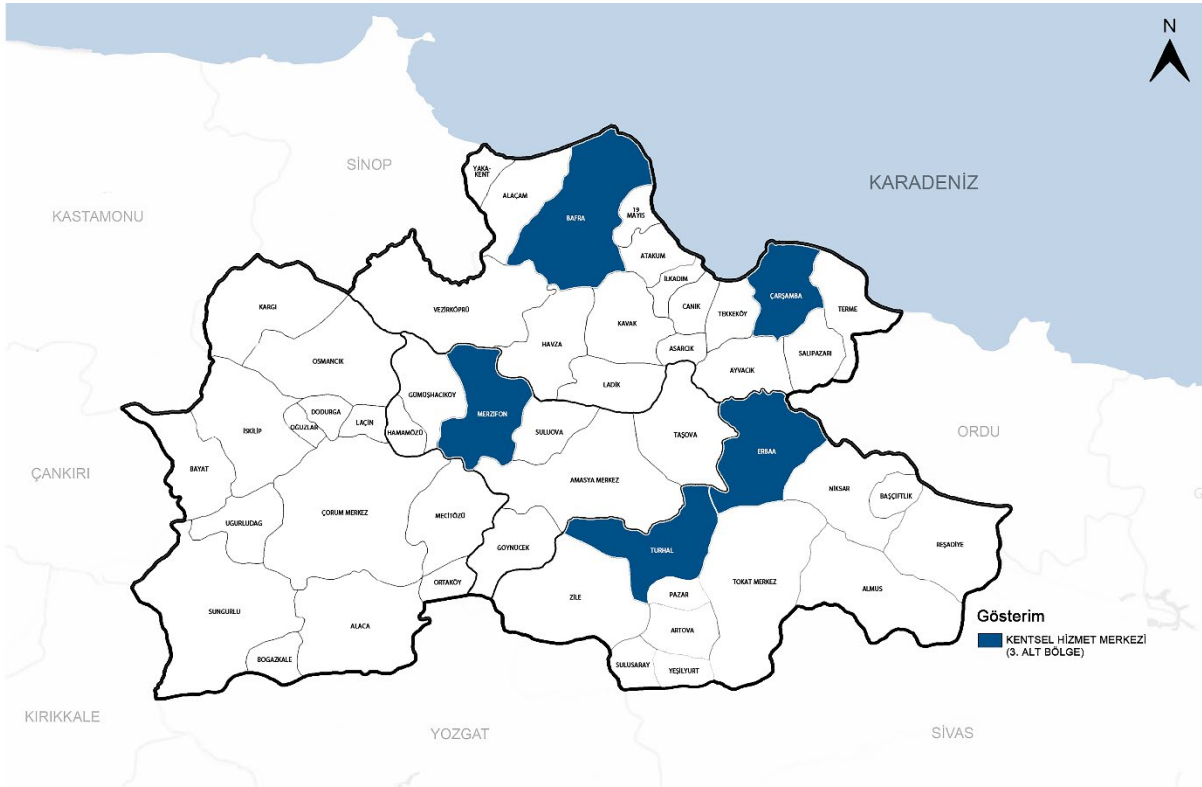 N
SİNOP
KARADENİZ
KASTAMONU
YAKA-
KENT
ALAÇAM
BAFRA
19
MAYIS
ATAKUM
İLKADIM
CANİK
TEKKEKÖY
ÇARŞAMBA
TERME
KARGI
VEZİRKÖPRÜ
KAVAK
HAVZA
ASARCIK
SALIPAZARI
AYVACIK
OSMANCIK
LADİK
GÜMÜŞHACIKÖY
MERZİFON
DODURGA
OĞUZLAR
LAÇİN
HAMAMÖZÜ
İSKİLİP
SULUOVA
TAŞOVA
ORDU
ERBAA
BAYAT
ÇANKIRI
AMASYA MERKEZ
NİKSAR
BAŞÇİFTLİK
UGURLUDAG
ÇORUM MERKEZ
MECİTÖZÜ
GÖYNÜCEK
TURHAL
REŞADİYE
ORTAKÖY
TOKAT MERKEZ
ALMUS
ZİLE
PAZAR
SUNGURLU
ALACA
ARTOVA
BOGAZKALE
SULUSARAY
YEŞİLYURT
Gösterim
KENTSEL HİZMET MERKEZİ
(3. ALT BÖLGE)
KIRIKKALE
YOZGAT
SİVAS